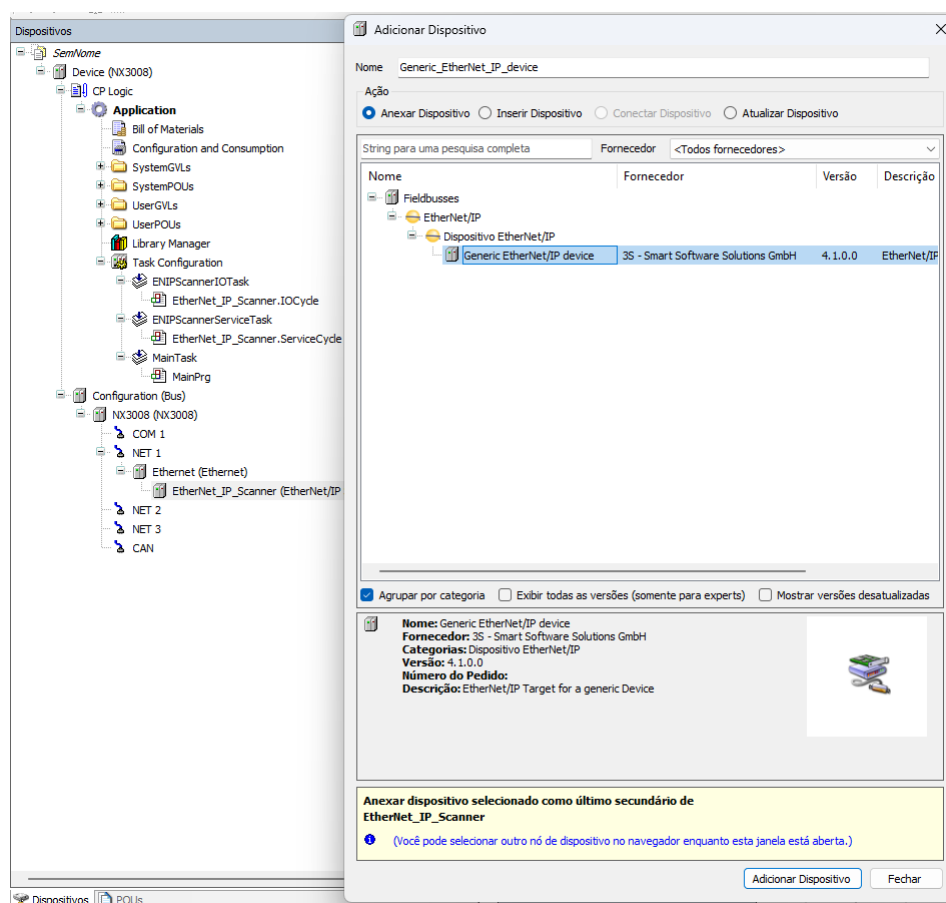 Dispositivos
SemNome
Device (NX3008)
CP Logic
Application
Bill of Materials
Configuration and Consumption
SystemGVLs
SystemPOUs
UserGVLs
UserPOUs
Library Manager
Task Configuration
ENIPScannerIOTask
EtherNet_IP_Scanner.IOCycle
ENIPScannerServiceTask
EtherNet_IP_Scanner.ServiceCycle
MainTask
MainPrg
Configuration (Bus)
NX3008 (NX3008)
COM 1
NET 1
Ethernet (Ethernet)
EtherNet_IP_Scanner (EtherNet/IP
NET 2
NET 3
CAN
Dispositivos POUs
Adicionar Dispositivo
Nome Generic_EtherNet_IP_device
Ação
Anexar Dispositivo Inserir Dispositivo Conectar Dispositivo Atualizar Dispositivo
String para uma pesquisa completa Fornecedor <Todos fornecedores>
Nome Fornecedor Versão Descrição
Fieldbusses
EtherNet/IP
Dispositivo EtherNet/IP
Generic EtherNet/IP device 3S - Smart Software Solutions GmbH 4.1.0.0 EtherNet/IP
Agrupar por categoria Exibir todas as versões (somente para experts) Mostrar versões desatualizadas
Nome: Generic EtherNet/IP device
Fornecedor: 3S - Smart Software Solutions GmbH
Categorias: Dispositivo EtherNet/IP
Versão: 4.1.0.0
Número do Pedido:
Descrição: EtherNet/IP Target for a generic Device
Anexar dispositivo selecionado como último secundário de
EtherNet_IP_Scanner
(Você pode selecionar outro nó de dispositivo no navegador enquanto esta janela está aberta.)
Adicionar Dispositivo Fechar